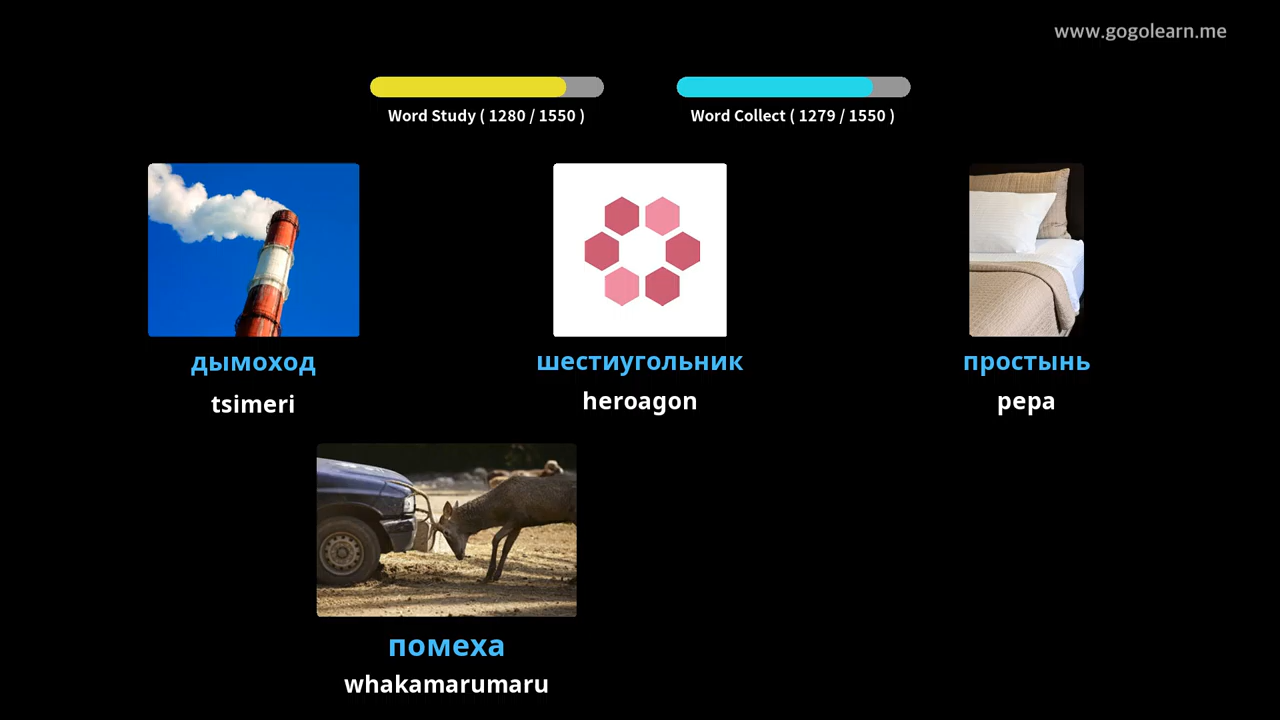 www.gogolearn.me
Word Study ( 1280 / 1550 )
Word Collect ( 1279 / 1550 )
дымоход
шестиугольник
простынь
tsimeri
heroagon
pepa
помеха
whakamarumaru